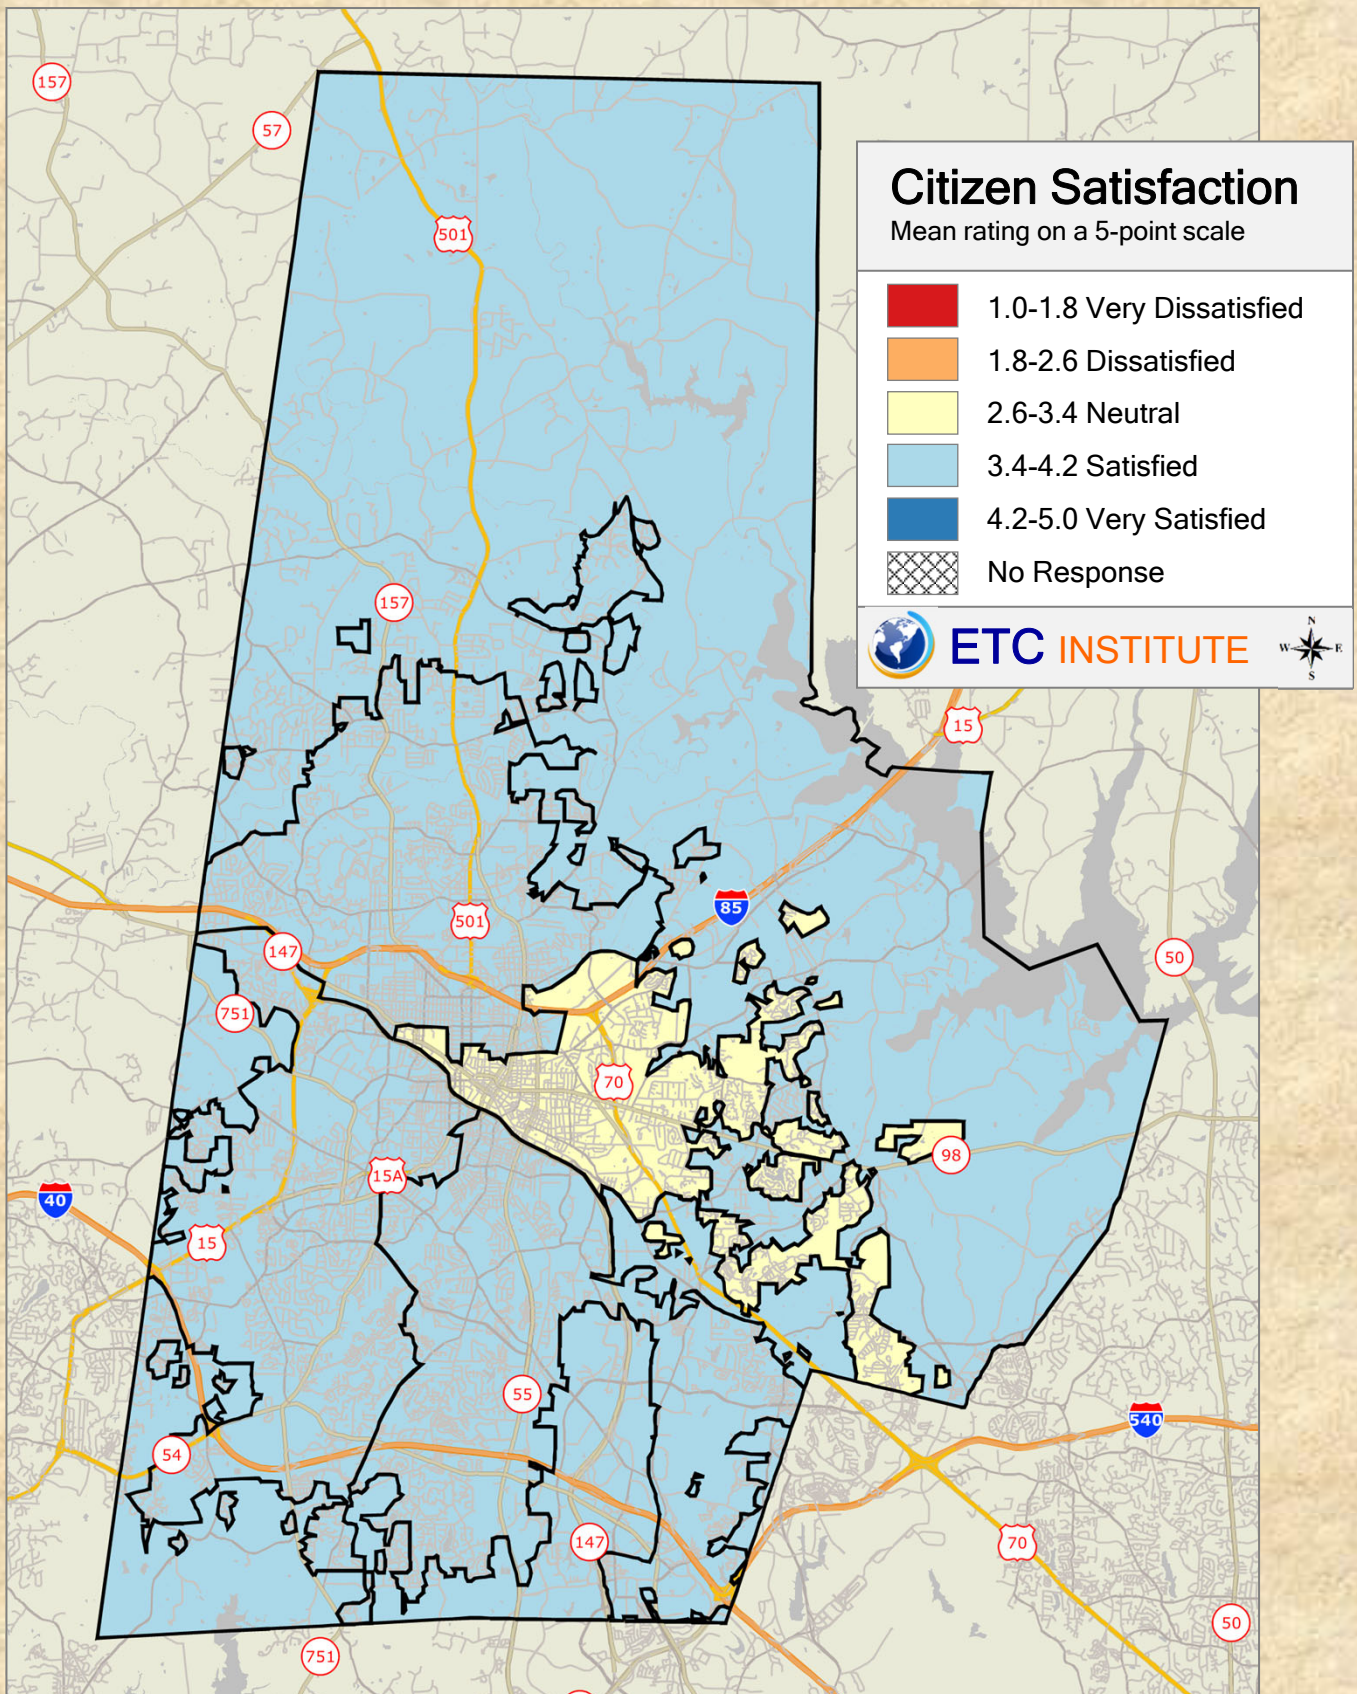 157
57
501
Citizen Satisfaction
Mean rating on a 5-point scale
1.0-1.8 Very Dissatisfied
1.8-2.6 Dissatisfied
2.6-3.4 Neutral
3.4-4.2 Satisfied
4.2-5.0 Very Satisfied
No Response
ETC INSTITUTE
N
W E
S
157
15
85
501
147
50
751
70
98
15A
40
15
55
540
54
147
70
50
751